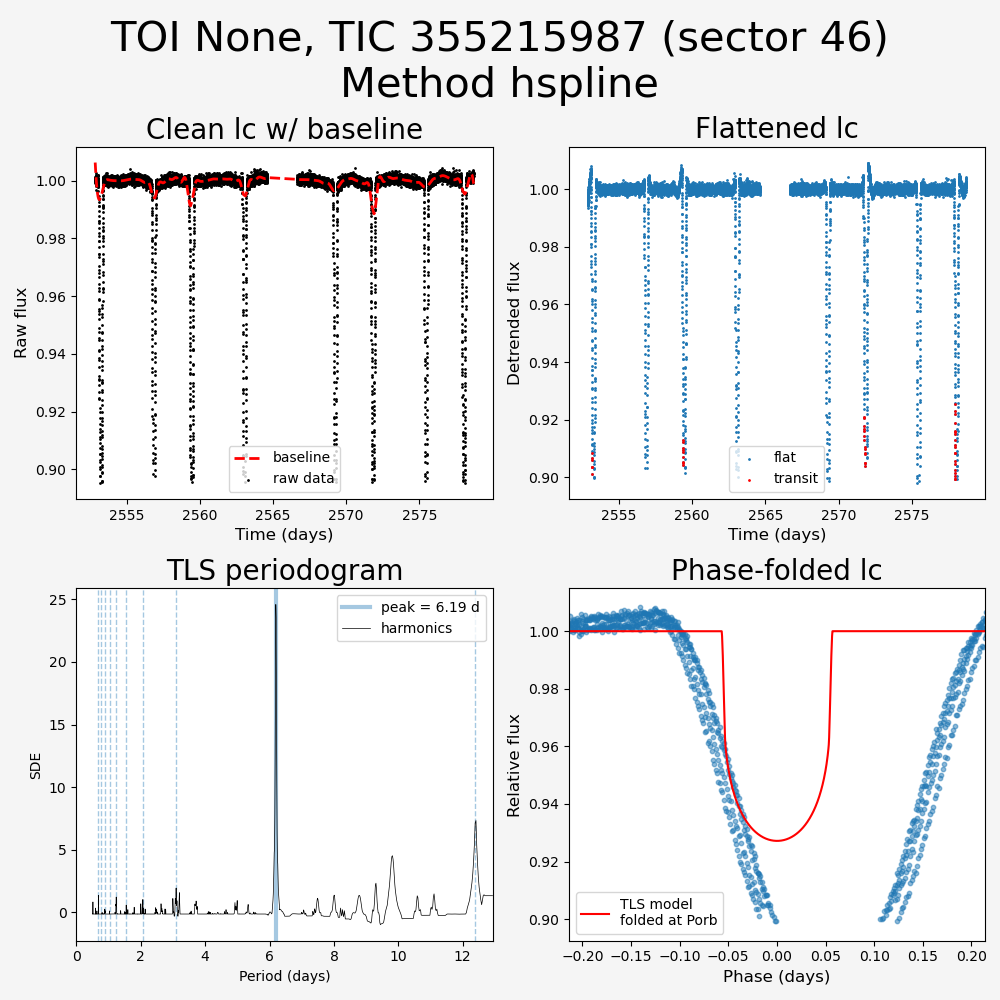 TOI None, TIC 355215987 (sector 46)
Method hspline
Clean lc w/ baseline
Raw flux
1.00
0.98
0.96
0.94
0.92
0.90
baseline
raw data
2555
2560
2565
2570
2575
Time (days)
Flattened lc
Detrended flux
1.00
0.98
0.96
0.94
0.92
0.90
flat
transit
2555
2560
2565
2570
2575
Time (days)
TLS periodogram
SDE
25
20
15
10
5
0
peak = 6.19 d
harmonics
0
2
4
6
8
10
12
Period (days)
Phase-folded lc
Relative flux
1.00
0.98
0.96
0.94
0.92
0.90
TLS model
folded at Porb
−0.20
−0.15
−0.10
−0.05
0.00
0.05
0.10
0.15
0.20
Phase (days)